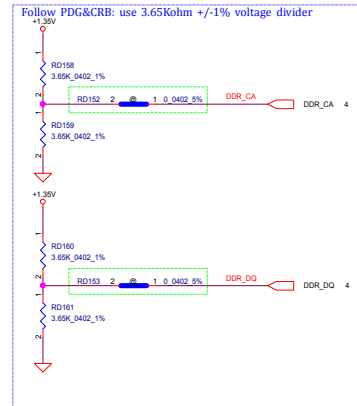 Follow PDG&CRB: use 3.65Kohm +/-1% voltage divider
+1.35V
1
RD158
3.65K_0402_1%
2
RD152 2 @ 1 0_0402_5% DDR_CA DDR_CA 4
1
RD159
3.65K_0402_1%
2
+1.35V
1
RD160
3.65K_0402_1%
2
RD153 2 @ 1 0_0402_5% DDR_DQ DDR_DQ 4
1
RD161
3.65K_0402_1%
2